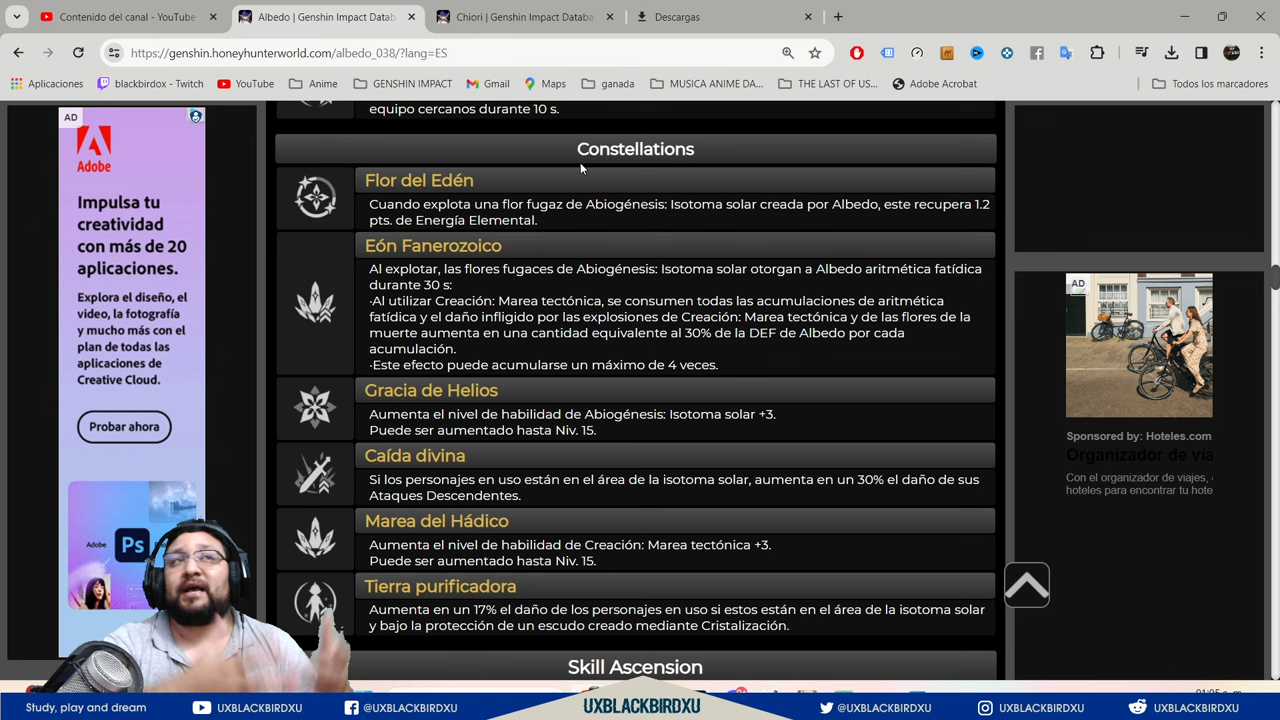 Contenido del canal - YouTube
Albedo | Genshin Impact Datab
Chiori | Genshin Impact Databa
Descargas
https://genshin.honeyhunterworld.com/albedo_038/?lang=ES
Aplicaciones
blackbirdox - Twitch
YouTube
Anime
GENSHIN IMPACT
Gmail
Maps
ganada
MUSICA ANIME DA...
THE LAST OF US...
Adobe Acrobat
Todos los marcadores
AD
Adobe
Impulsa tu
creatividad
con más de 20
aplicaciones.
Explora el diseño, el
video, la fotografía
y mucho más con el
plan de todas las
aplicaciones de
Creative Cloud.
Probar ahora
Adobe
Ps
equipo cercanos durante 10 s.
Constellations
Flor del Edén
Cuando explota una flor fugaz de Abiogénesis: Isotoma solar creada por Albedo, este recupera 1.2
pts. de Energía Elemental.
Eón Fanerozoico
Al explotar, las flores fugaces de Abiogénesis: Isotoma solar otorgan a Albedo aritmética fatídica
durante 30 s:
·Al utilizar Creación: Marea tectónica, se consumen todas las acumulaciones de aritmética
fatídica y el daño infligido por las explosiones de Creación: Marea tectónica y de las flores de la
muerte aumenta en una cantidad equivalente al 30% de la DEF de Albedo por cada
acumulación.
·Este efecto puede acumularse un máximo de 4 veces.
Gracia de Helios
Aumenta el nivel de habilidad de Abiogénesis: Isotoma solar +3.
Puede ser aumentado hasta Niv. 15.
Caída divina
Si los personajes en uso están en el área de la isotoma solar, aumenta en un 30% el daño de sus
Ataques Descendentes.
Marea del Hádico
Aumenta el nivel de habilidad de Creación: Marea tectónica +3.
Puede ser aumentado hasta Niv. 15.
Tierra purificadora
Aumenta en un 17% el daño de los personajes en uso si estos están en el área de la isotoma solar
y bajo la protección de un escudo creado mediante Cristalización.
Skill Ascension
AD
Sponsored by: Hoteles.com
Organizador de via
Con el organizador de viajes,
hoteles para encontrar tu hote
Study, play and dream
UXBLACKBIRDXU
@UXBLACKBIRDXU
UXBLACKBIRDXU
@UXBLACKBIRDXU
UXBLACKBIRDXU
UXBLACKBIRDXU